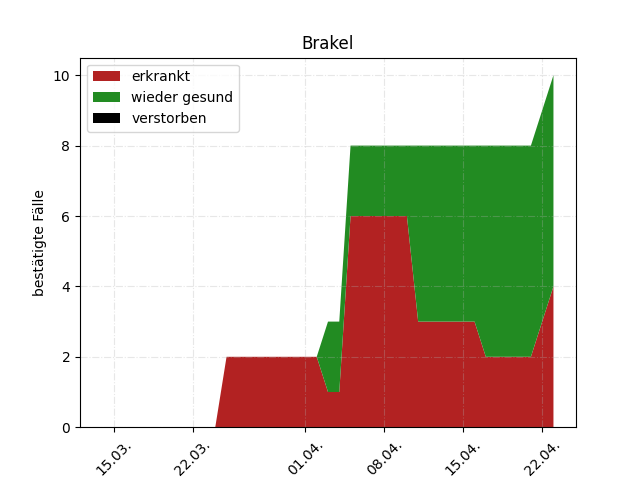 Brakel
erkrankt
wieder gesund
verstorben
bestätigte Fälle
10
8
6
4
2
0
15.03.
22.03.
01.04.
08.04.
15.04.
22.04.